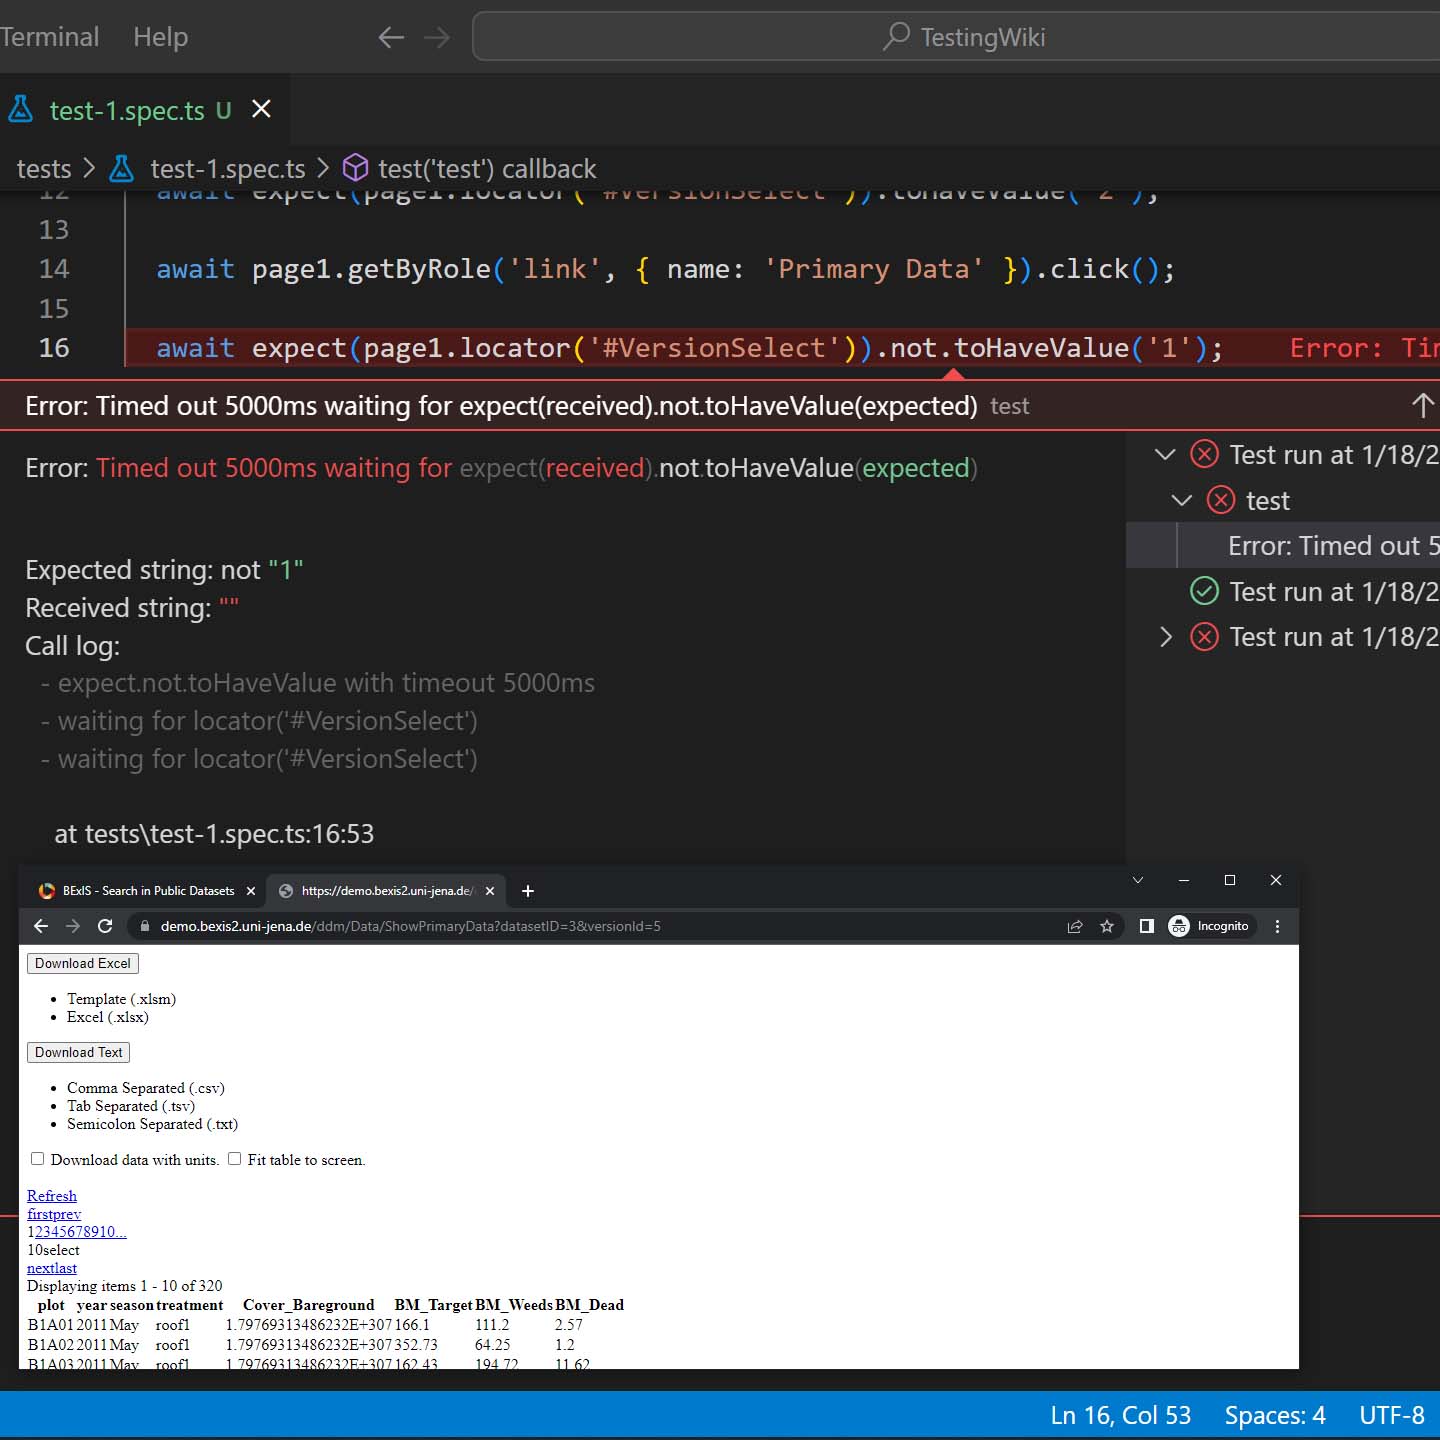 Terminal Help TestingWiki
test-1.spec.ts U
tests > test-1.spec.ts > test('test') callback
12 await expect(page1.locator('#VersionSelect')).toHaveValue('2');
13
14 await page1.getByRole('link', { name: 'Primary Data' }).click();
15
16 await expect(page1.locator('#VersionSelect')).not.toHaveValue('1'); Error: Tim
Error: Timed out 5000ms waiting for expect(received).not.toHaveValue(expected) test
Error: Timed out 5000ms waiting for expect(received).not.toHaveValue(expected)
Expected string: not "1"
Received string: ""
Call log:
- expect.not.toHaveValue with timeout 5000ms
- waiting for locator('#VersionSelect')
- waiting for locator('#VersionSelect')
at tests\test-1.spec.ts:16:53
Test run at 1/18/2
test
Error: Timed out 5
Test run at 1/18/2
Test run at 1/18/2
BExIS - Search in Public Datasets https://demo.bexis2.uni-jena.de/
demo.bexis2.uni-jena.de/ddm/Data/ShowPrimaryData?datasetID=3&versionId=5 Incognito
Download Excel
• Template (.xlsm)
• Excel (.xlsx)
Download Text
• Comma Separated (.csv)
• Tab Separated (.tsv)
• Semicolon Separated (.txt)
Download data with units. Fit table to screen.
Refresh
firstprev
12345678910...
10select
nextlast
Displaying items 1 - 10 of 320
plot year season treatment Cover_Bareground BM_Target BM_Weeds BM_Dead
B1A01 2011 May roof1 1.79769313486232E+307 166.1 111.2 2.57
B1A02 2011 May roof1 1.79769313486232E+307 352.73 64.25 1.2
B1A03 2011 May roof1 1.79769313486232E+307 162.43 194.72 11.62
Ln 16, Col 53 Spaces: 4 UTF-8